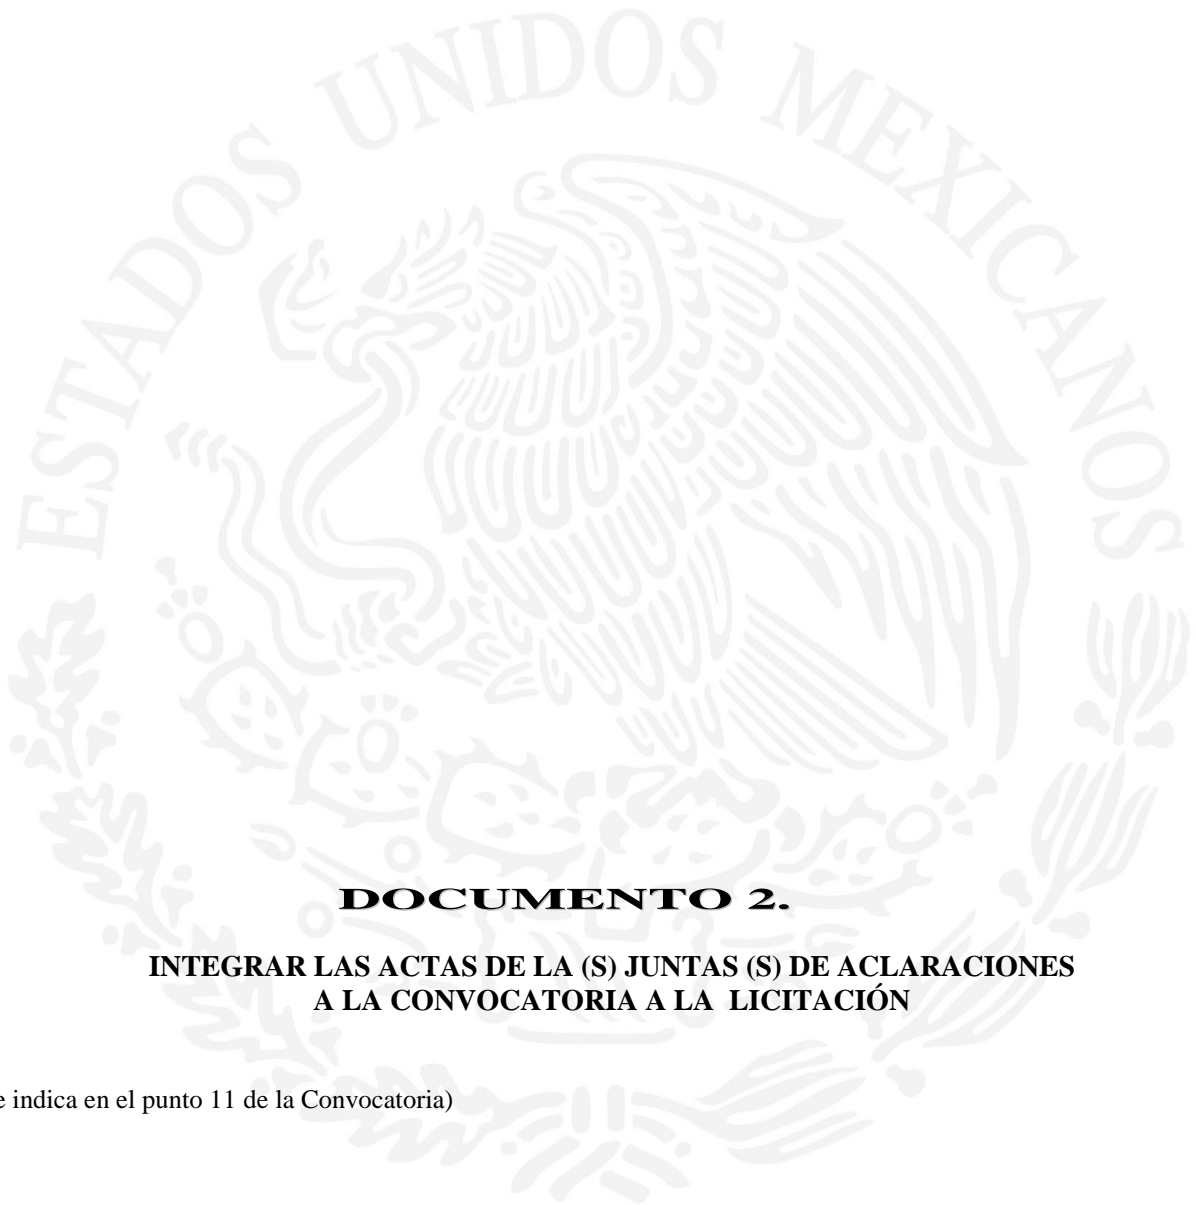 ESTADOS UNIDOS MEXICANOS
DOCUMENTO 2.
INTEGRAR LAS ACTAS DE LA (S) JUNTAS (S) DE ACLARACIONES
A LA CONVOCATORIA A LA LICITACIÓN
indica en el punto 11 de la Convocatoria)